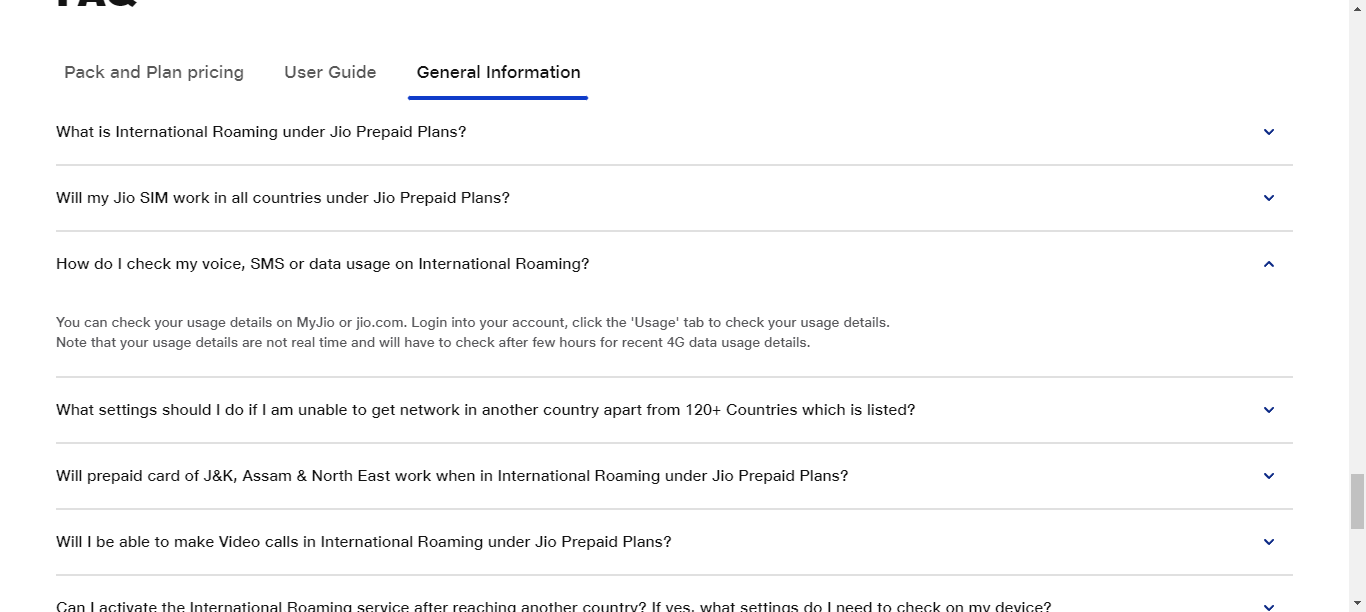 FAQ
Pack and Plan pricing
User Guide
General Information
What is International Roaming under Jio Prepaid Plans?
Will my Jio SIM work in all countries under Jio Prepaid Plans?
How do I check my voice, SMS or data usage on International Roaming?
You can check your usage details on MyJio or jio.com. Login into your account, click the 'Usage' tab to check your usage details.
Note that your usage details are not real time and will have to check after few hours for recent 4G data usage details.
What settings should I do if I am unable to get network in another country apart from 120+ Countries which is listed?
Will prepaid card of J&K, Assam & North East work when in International Roaming under Jio Prepaid Plans?
Will I be able to make Video calls in International Roaming under Jio Prepaid Plans?
Can I activate the International Roaming service after reaching another country? If yes, what settings do I need to check on my device?